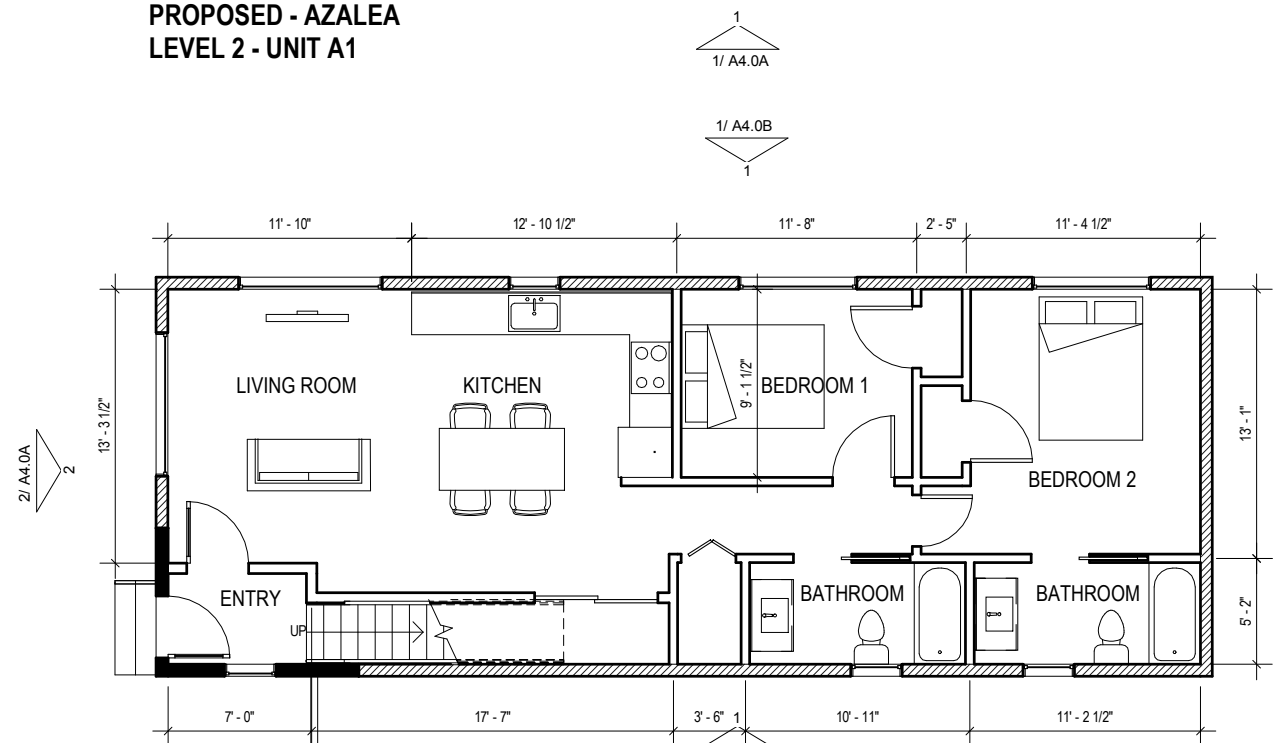 PROPOSED - AZALEA
LEVEL 2 - UNIT A1
1
1/ A4.0A
1/ A4.0B
1
11' - 10"
12' - 10 1/2"
11' - 8"
2' - 5"
11' - 4 1/2"
13' - 3 1/2"
2/ A4.0A
2
LIVING ROOM
KITCHEN
9' - 1 1/2"
BEDROOM 1
BEDROOM 2
13' - 1"
ENTRY
UP
BATHROOM
BATHROOM
5' - 2"
7' - 0"
17' - 7"
3' - 6"
1
10' - 11"
11' - 2 1/2"